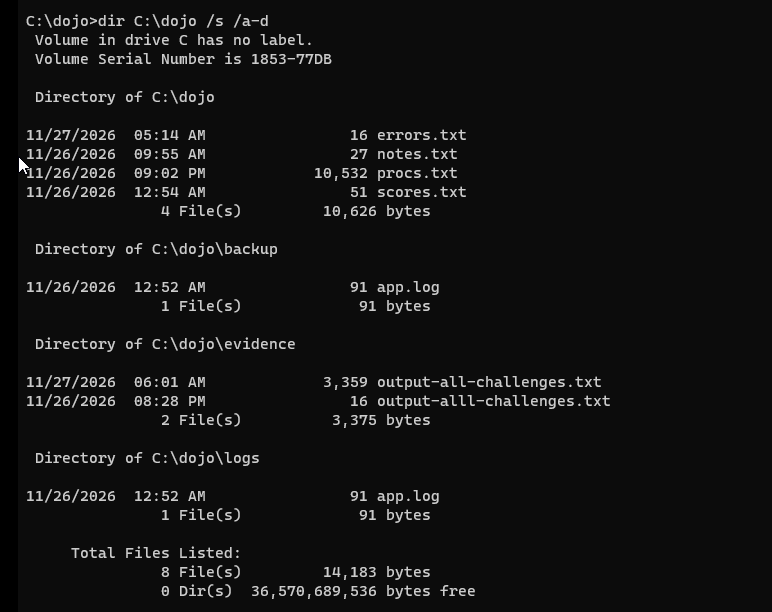 C:\dojo>dir C:\dojo /s /a-d
 Volume in drive C has no label.
 Volume Serial Number is 1853-77DB

 Directory of C:\dojo

11/27/2026  05:14 AM                16 errors.txt
11/26/2026  09:55 AM                27 notes.txt
11/26/2026  09:02 PM            10,532 procs.txt
11/26/2026  12:54 AM                51 scores.txt
               4 File(s)         10,626 bytes

 Directory of C:\dojo\backup

11/26/2026  12:52 AM                91 app.log
               1 File(s)             91 bytes

 Directory of C:\dojo\evidence

11/27/2026  06:01 AM             3,359 output-all-challenges.txt
11/26/2026  08:28 PM                16 output-alll-challenges.txt
               2 File(s)          3,375 bytes

 Directory of C:\dojo\logs

11/26/2026  12:52 AM                91 app.log
               1 File(s)             91 bytes

     Total Files Listed:
               8 File(s)         14,183 bytes
               0 Dir(s)  36,570,689,536 bytes free